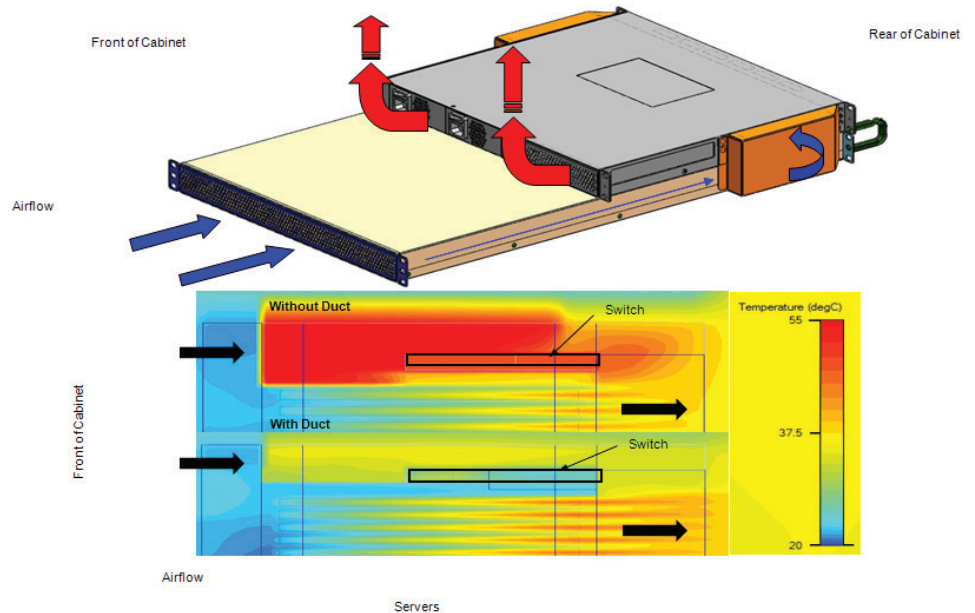 Front of Cabinet
Rear of Cabinet
Airflow
Without Duct
Switch
Temperature (degC)
55
37.5
20
With Duct
Switch
Front of Cabinet
Airflow
Servers